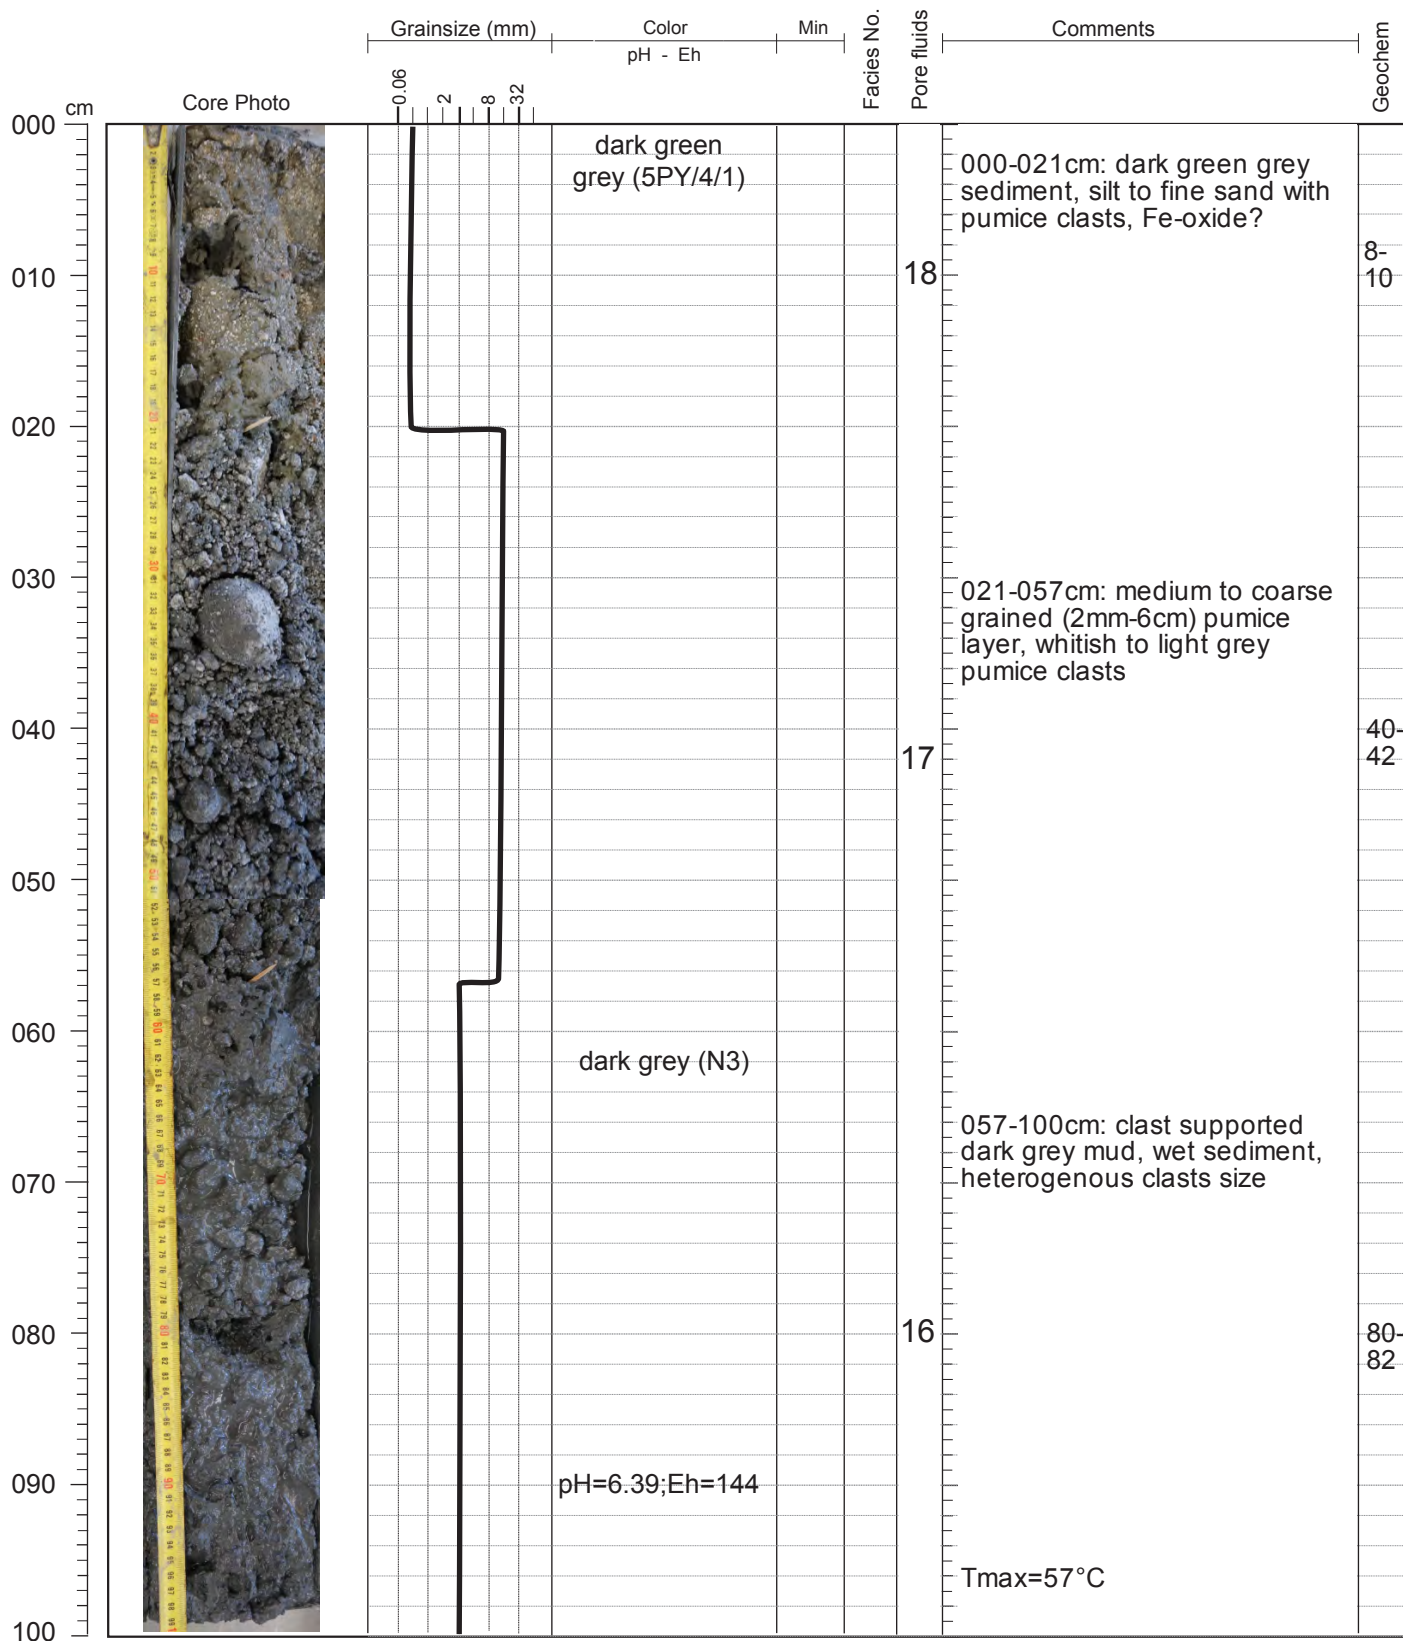 Grainsize (mm) Color Min Facies No. Pore fluids Comments Geochem
pH - Eh
cm Core Photo 0.06 2 8 32
000
dark green
grey (5PY/4/1)
000-021cm: dark green grey
sediment, silt to fine sand with
pumice clasts, Fe-oxide?
8-
010 18 10
020
030
021-057cm: medium to coarse
grained (2mm-6cm) pumice
layer, whitish to light grey
pumice clasts
040 40-
17 42
050
060
dark grey (N3)
057-100cm: clast supported
dark grey mud, wet sediment,
heterogenous clasts size
070
080 16 80-
82
090 pH=6.39;Eh=144
Tmax=57°C
100